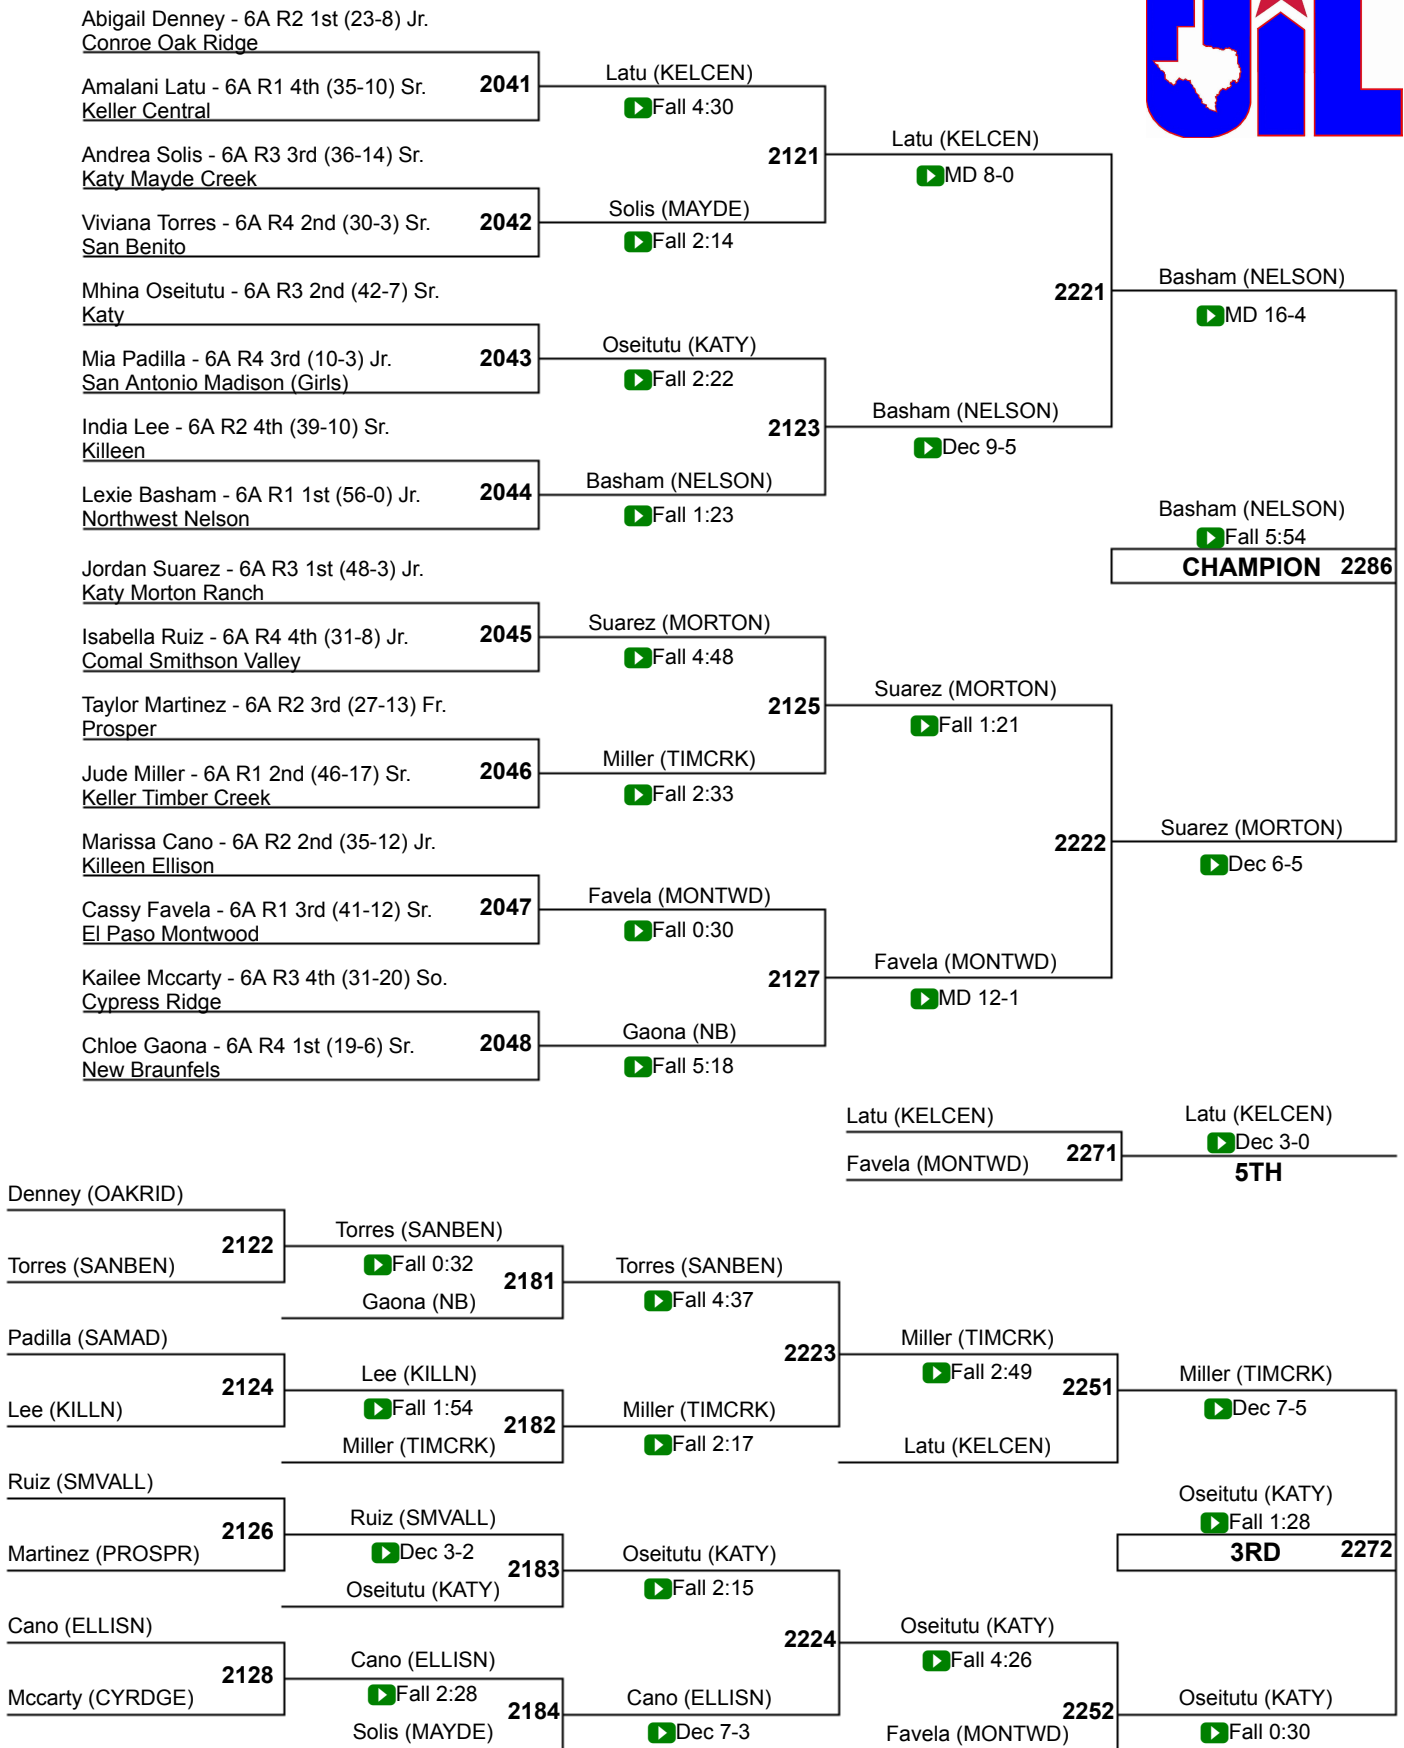 UIL
Abigail Denney - 6A R2 1st (23-8) Jr.
Conroe Oak Ridge
Amalani Latu - 6A R1 4th (35-10) Sr.
Keller Central
2041
Latu (KELCEN)
Fall 4:30
Andrea Solis - 6A R3 3rd (36-14) Sr.
Katy Mayde Creek
Viviana Torres - 6A R4 2nd (30-3) Sr.
San Benito
2042
Solis (MAYDE)
Fall 2:14
2121
Latu (KELCEN)
MD 8-0
Mhina Oseitutu - 6A R3 2nd (42-7) Sr.
Katy
Mia Padilla - 6A R4 3rd (10-3) Jr.
San Antonio Madison (Girls)
2043
Oseitutu (KATY)
Fall 2:22
India Lee - 6A R2 4th (39-10) Sr.
Killeen
Lexie Basham - 6A R1 1st (56-0) Jr.
Northwest Nelson
2044
Basham (NELSON)
Fall 1:23
2123
Basham (NELSON)
Dec 9-5
2221
Basham (NELSON)
MD 16-4
Jordan Suarez - 6A R3 1st (48-3) Jr.
Katy Morton Ranch
Isabella Ruiz - 6A R4 4th (31-8) Jr.
Comal Smithson Valley
2045
Suarez (MORTON)
Fall 4:48
Taylor Martinez - 6A R2 3rd (27-13) Fr.
Prosper
Jude Miller - 6A R1 2nd (46-17) Sr.
Keller Timber Creek
2046
Miller (TIMCRK)
Fall 2:33
2125
Suarez (MORTON)
Fall 1:21
Marissa Cano - 6A R2 2nd (35-12) Jr.
Killeen Ellison
Cassy Favela - 6A R1 3rd (41-12) Sr.
El Paso Montwood
2047
Favela (MONTWD)
Fall 0:30
Kailee Mccarty - 6A R3 4th (31-20) So.
Cypress Ridge
Chloe Gaona - 6A R4 1st (19-6) Sr.
New Braunfels
2048
Gaona (NB)
Fall 5:18
2127
Favela (MONTWD)
MD 12-1
2222
Suarez (MORTON)
Dec 6-5
Basham (NELSON)
Fall 5:54
CHAMPION 2286
Latu (KELCEN)
Favela (MONTWD)
2271
Latu (KELCEN)
Dec 3-0
5TH
Denney (OAKRID)
Torres (SANBEN)
2122
Torres (SANBEN)
Fall 0:32
Gaona (NB)
2181
Torres (SANBEN)
Fall 4:37
Padilla (SAMAD)
Lee (KILLN)
2124
Lee (KILLN)
Fall 1:54
Miller (TIMCRK)
2182
Miller (TIMCRK)
Fall 2:17
2223
Miller (TIMCRK)
Fall 2:49
Latu (KELCEN)
2251
Miller (TIMCRK)
Dec 7-5
Ruiz (SMVALL)
Martinez (PROSPR)
2126
Ruiz (SMVALL)
Dec 3-2
Oseitutu (KATY)
2183
Oseitutu (KATY)
Fall 2:15
Cano (ELLISN)
Mccarty (CYRDGE)
2128
Cano (ELLISN)
Fall 2:28
Solis (MAYDE)
2184
Cano (ELLISN)
Dec 7-3
2224
Oseitutu (KATY)
Fall 4:26
Favela (MONTWD)
2252
Oseitutu (KATY)
Fall 0:30
Oseitutu (KATY)
Fall 1:28
3RD 2272